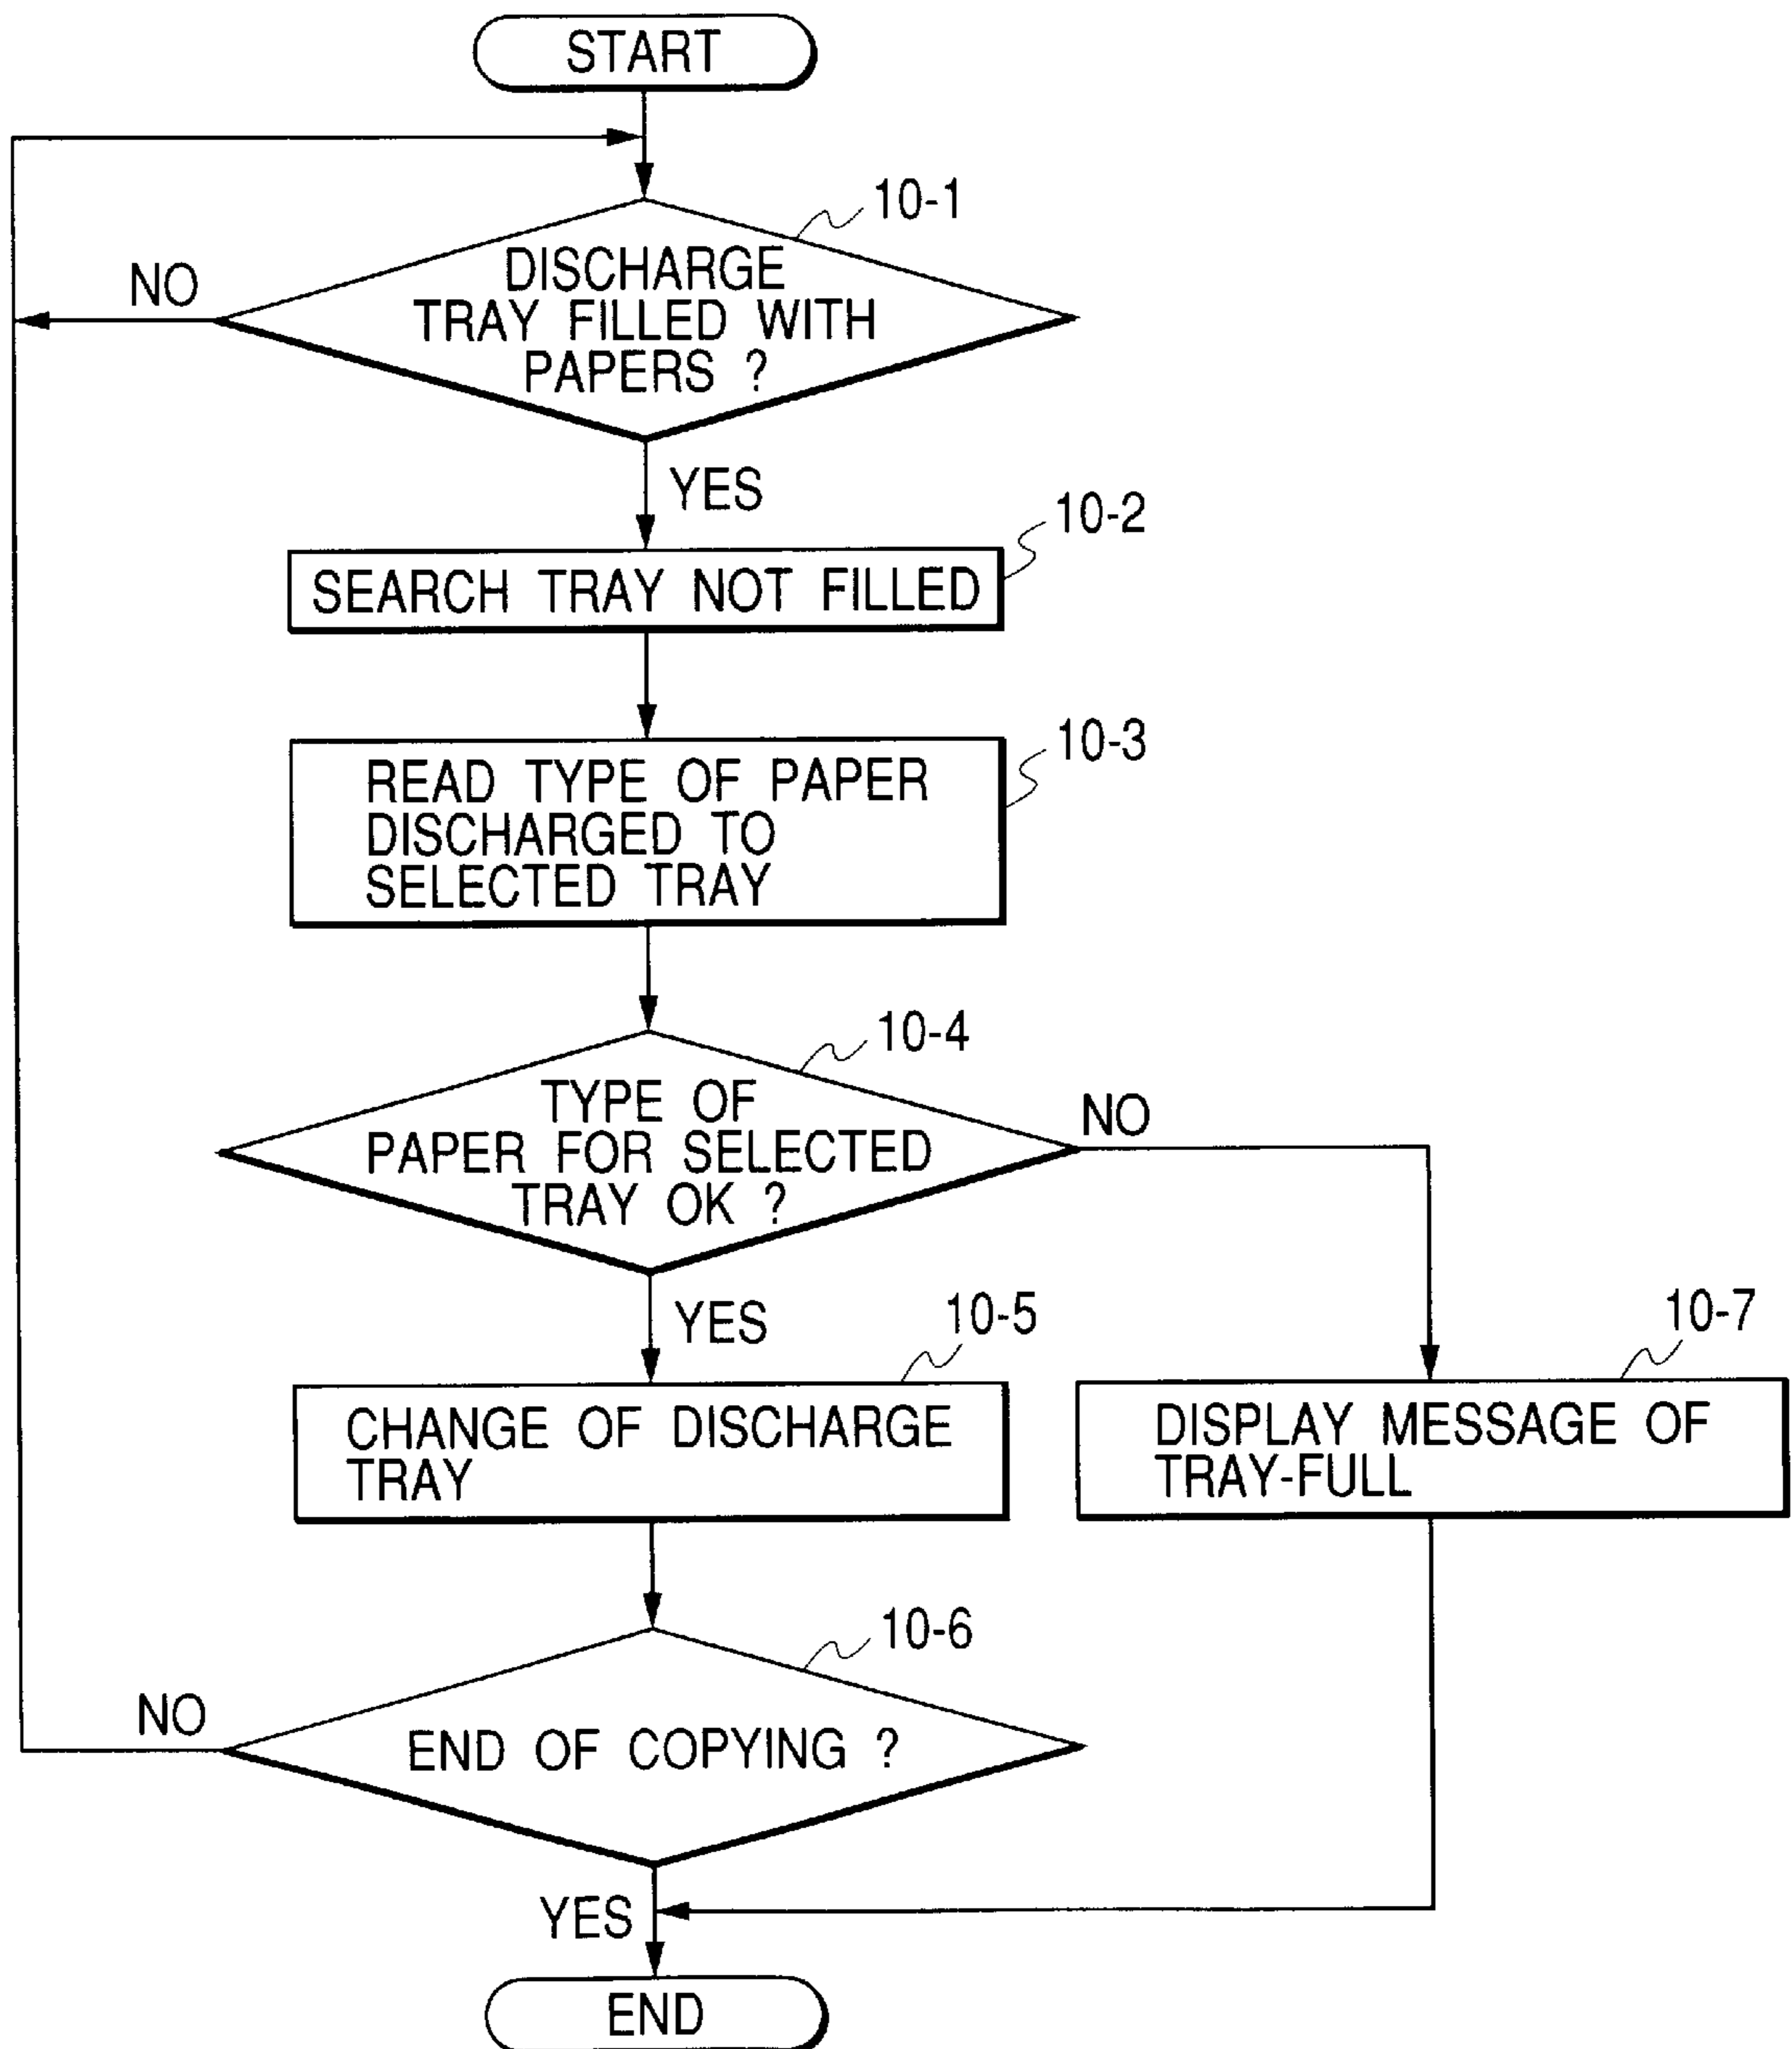 START
10-1
DISCHARGE
TRAY FILLED WITH
PAPERS ?
NO
YES
10-2
SEARCH TRAY NOT FILLED
10-3
READ TYPE OF PAPER
DISCHARGED TO
SELECTED TRAY
10-4
TYPE OF
PAPER FOR SELECTED
TRAY OK ?
NO
YES
10-5
CHANGE OF DISCHARGE
TRAY
10-7
DISPLAY MESSAGE OF
TRAY-FULL
10-6
END OF COPYING ?
NO
YES
END